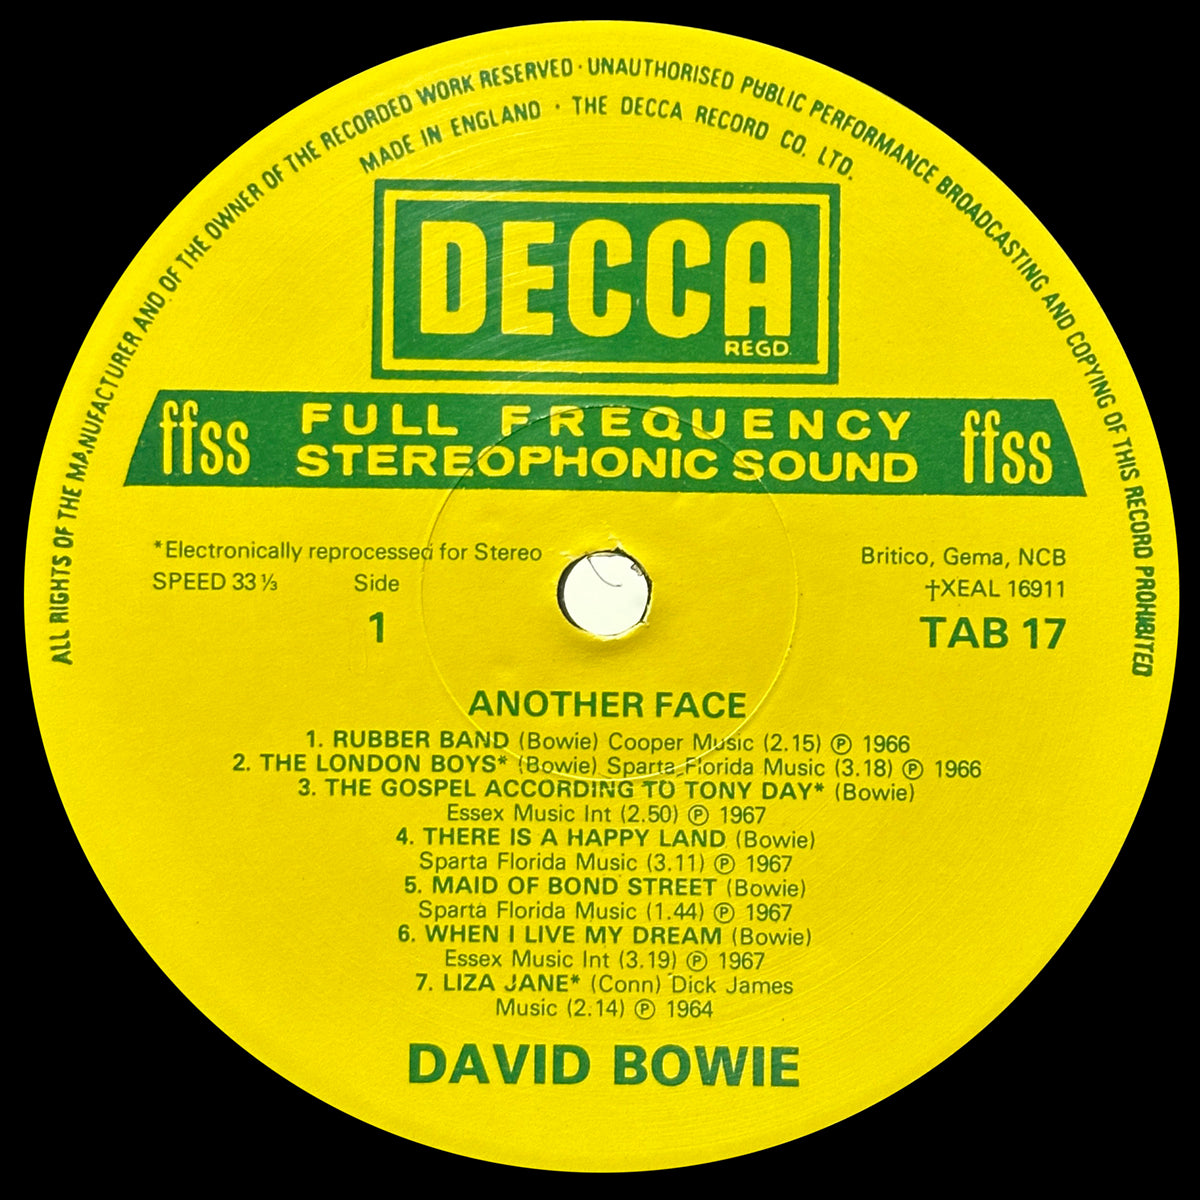 ALL RIGHTS OF THE MANUFACTURER AND OF THE OWNER OF THE RECORDED WORK RESERVED · UNAUTHORISED PUBLIC PERFORMANCE BROADCASTING AND COPYING OF THIS RECORD PROHIBITED
MADE IN ENGLAND · THE DECCA RECORD CO. LTD.
DECCA
REGD.
ffss FULL FREQUENCY ffss
STEREOPHONIC SOUND
*Electronically reprocessed for Stereo
SPEED 33⅓ Side
1
Britico, Gema, NCB
†XEAL 16911
TAB 17
ANOTHER FACE
1. RUBBER BAND (Bowie) Cooper Music (2.15) ℗ 1966
2. THE LONDON BOYS* (Bowie) Sparta Florida Music (3.18) ℗ 1966
3. THE GOSPEL ACCORDING TO TONY DAY* (Bowie)
Essex Music Int (2.50) ℗ 1967
4. THERE IS A HAPPY LAND (Bowie)
Sparta Florida Music (3.11) ℗ 1967
5. MAID OF BOND STREET (Bowie)
Sparta Florida Music (1.44) ℗ 1967
6. WHEN I LIVE MY DREAM (Bowie)
Essex Music Int (3.19) ℗ 1967
7. LIZA JANE* (Conn) Dick James
Music (2.14) ℗ 1964
DAVID BOWIE